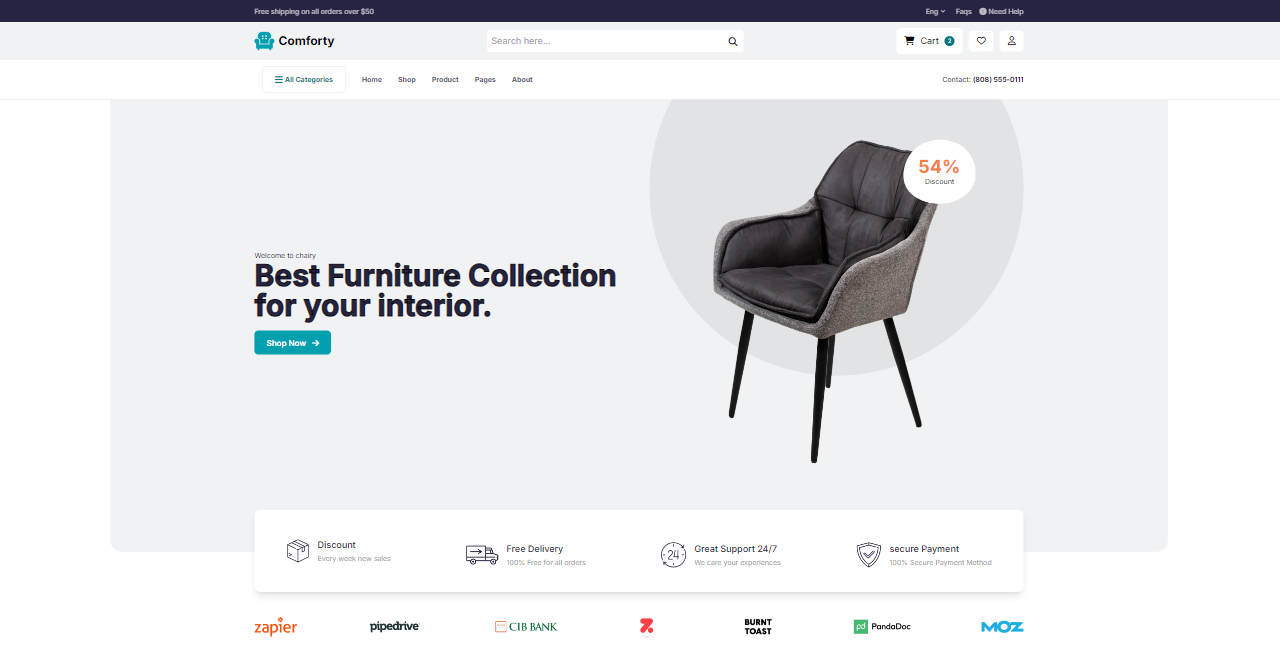 Free shipping on all orders over $50
Eng
Faqs
Need Help
Comforty
Search here...
Cart 2
All Categories
Home
Shop
Product
Pages
About
Contact: (808) 555-0111
54%
Discount
Welcome to chairy
Best Furniture Collection
for your interior.
Shop Now
Discount
Every week new sales
Free Delivery
100% Free for all orders
24
Great Support 24/7
We care your experiences
secure Payment
100% Secure Payment Method
zapier
pipedrive
CIB BANK
Z
BURNT
TOAST
pd PandaDoc
MOZ